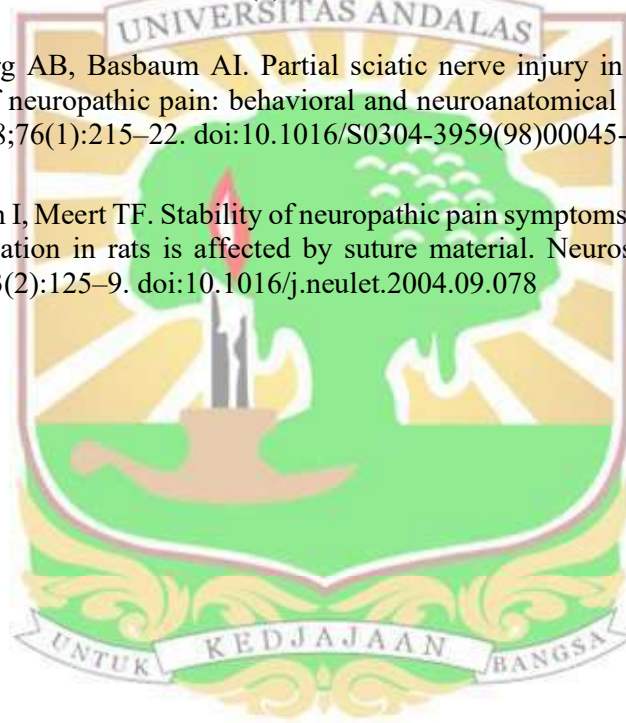 UNIVERSITAS ANDALAS
rg AB, Basbaum AI. Partial sciatic nerve injury in
f neuropathic pain: behavioral and neuroanatomical
8;76(1):215–22. doi:10.1016/S0304-3959(98)00045-
n I, Meert TF. Stability of neuropathic pain symptoms
ation in rats is affected by suture material. Neuros
3(2):125–9. doi:10.1016/j.neulet.2004.09.078
UNTUK KEDJAJAAN BANGSA